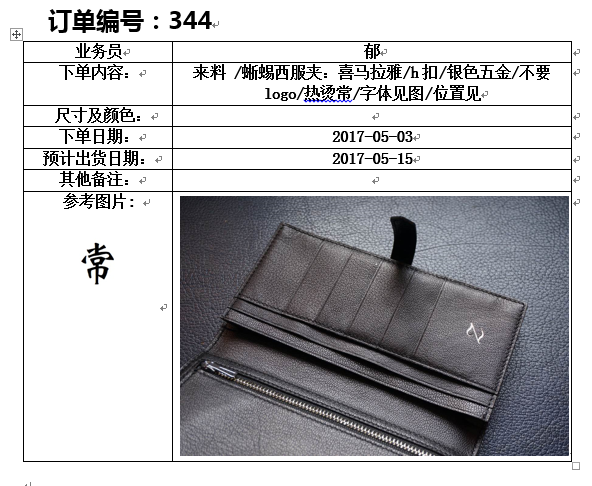 订单编号：344
业务员 郁
下单内容： 来料 /蜥蜴西服夹：喜马拉雅/h扣/银色五金/不要
logo/热烫常/字体见图/位置见
尺寸及颜色：
下单日期： 2017-05-03
预计出货日期： 2017-05-15
其他备注：
参考图片：
常